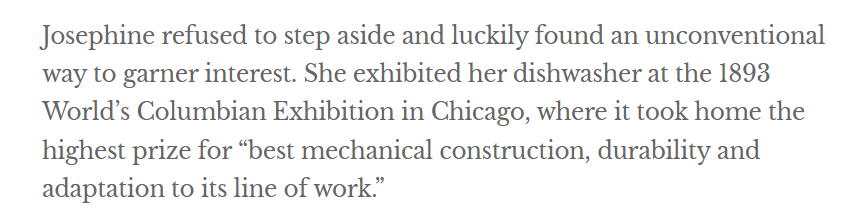 Josephine refused to step aside and luckily found an unconventional
way to garner interest. She exhibited her dishwasher at the 1893
World’s Columbian Exhibition in Chicago, where it took home the
highest prize for “best mechanical construction, durability and
adaptation to its line of work.”